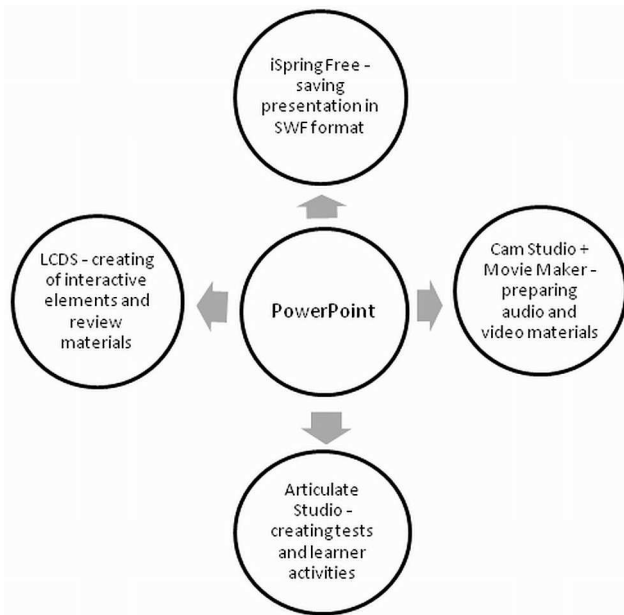 iSpring Free -
saving
presentation in
SWF format
LCDS - creating
of interactive
elements and
review
materials
PowerPoint
Cam Studio +
Movie Maker -
preparing
audio and
video materials
Articulate
Studio -
creating tests
and learner
activities